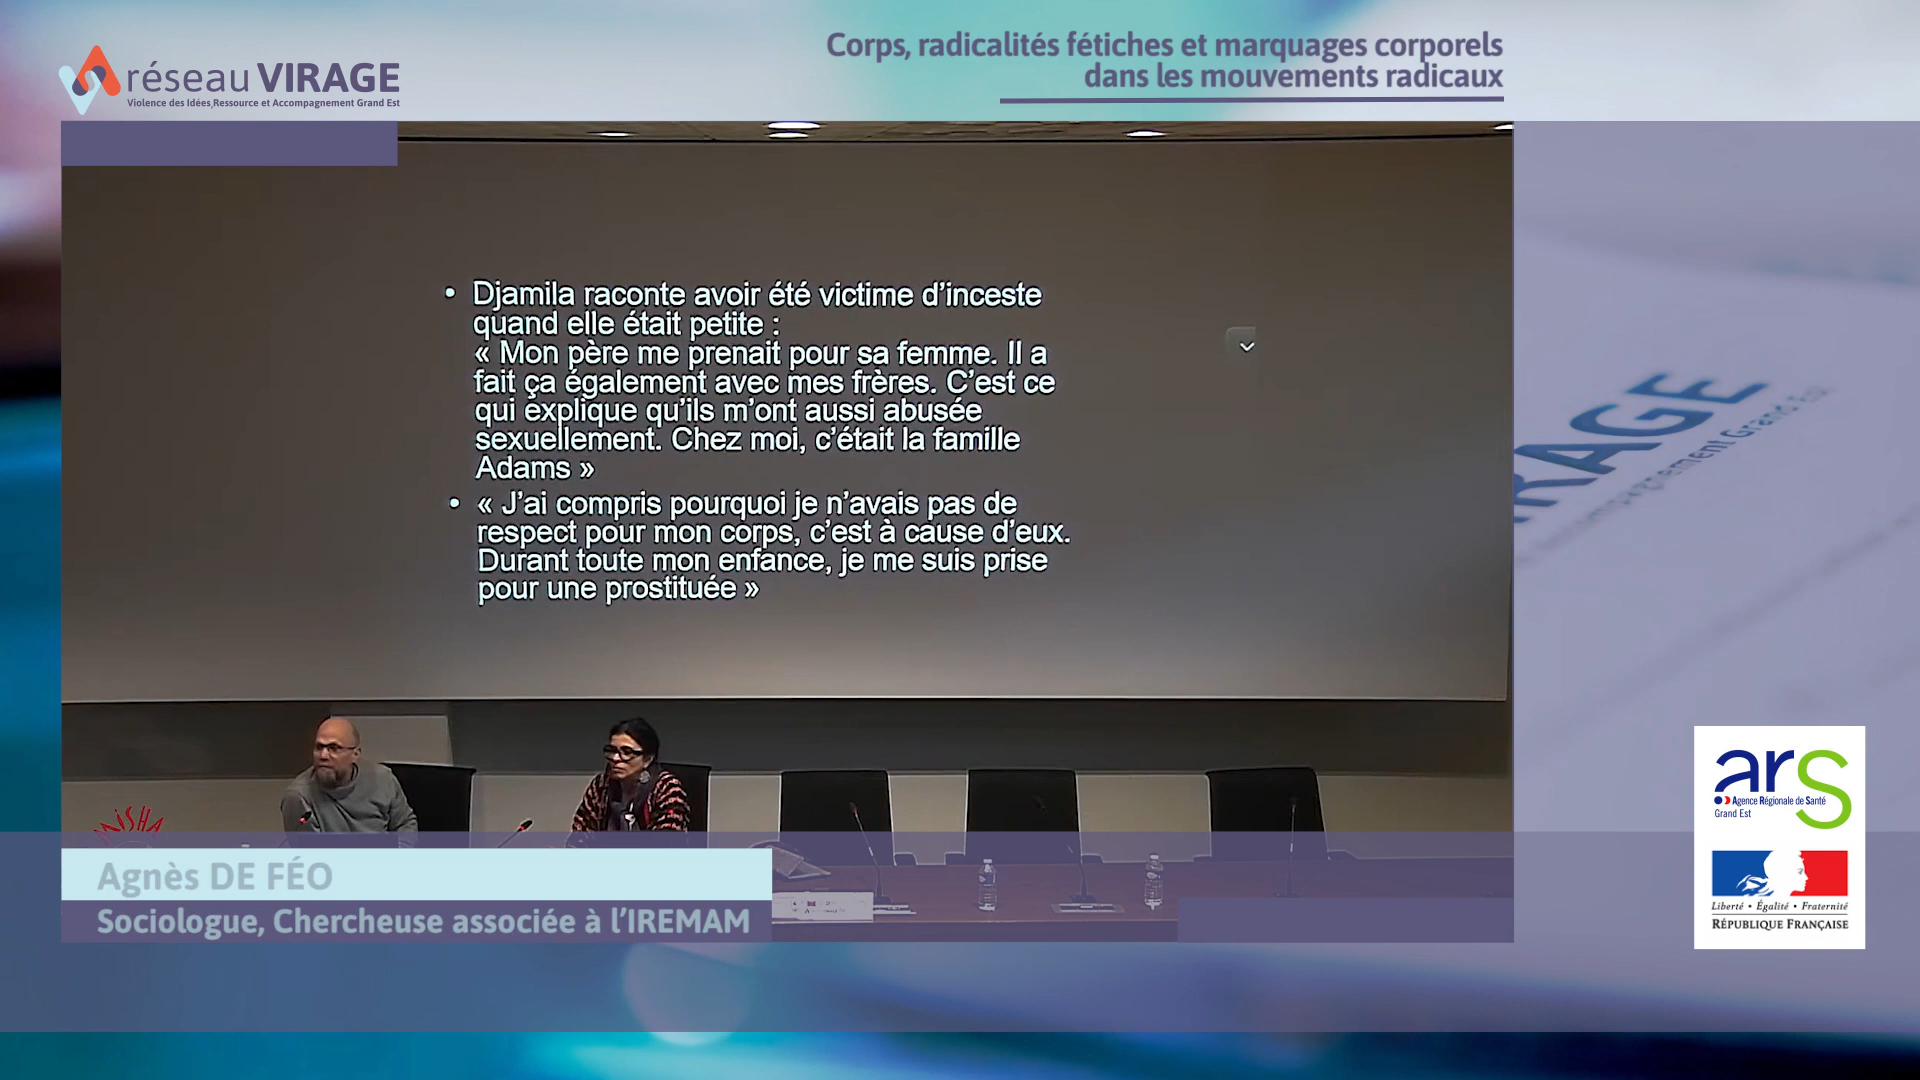 réseau VIRAGE
Violence des Idées,Ressource et Accompagnement Grand Est
Corps, radicalités fétiches et marquages corporels
dans les mouvements radicaux
• Djamila raconte avoir été victime d’inceste
quand elle était petite :
« Mon père me prenait pour sa femme. Il a
fait ça également avec mes frères. C’est ce
qui explique qu’ils m’ont aussi abusée
sexuellement. Chez moi, c’était la famille
Adams »
• « J’ai compris pourquoi je n’avais pas de
respect pour mon corps, c’est à cause d’eux.
Durant toute mon enfance, je me suis prise
pour une prostituée »
RAGE
MISHA
Agnès DE FÉO
Sociologue, Chercheuse associée à l’IREMAM
ars
Agence Régionale de Santé
Grand Est
Liberté • Égalité • Fraternité
RÉPUBLIQUE FRANÇAISE